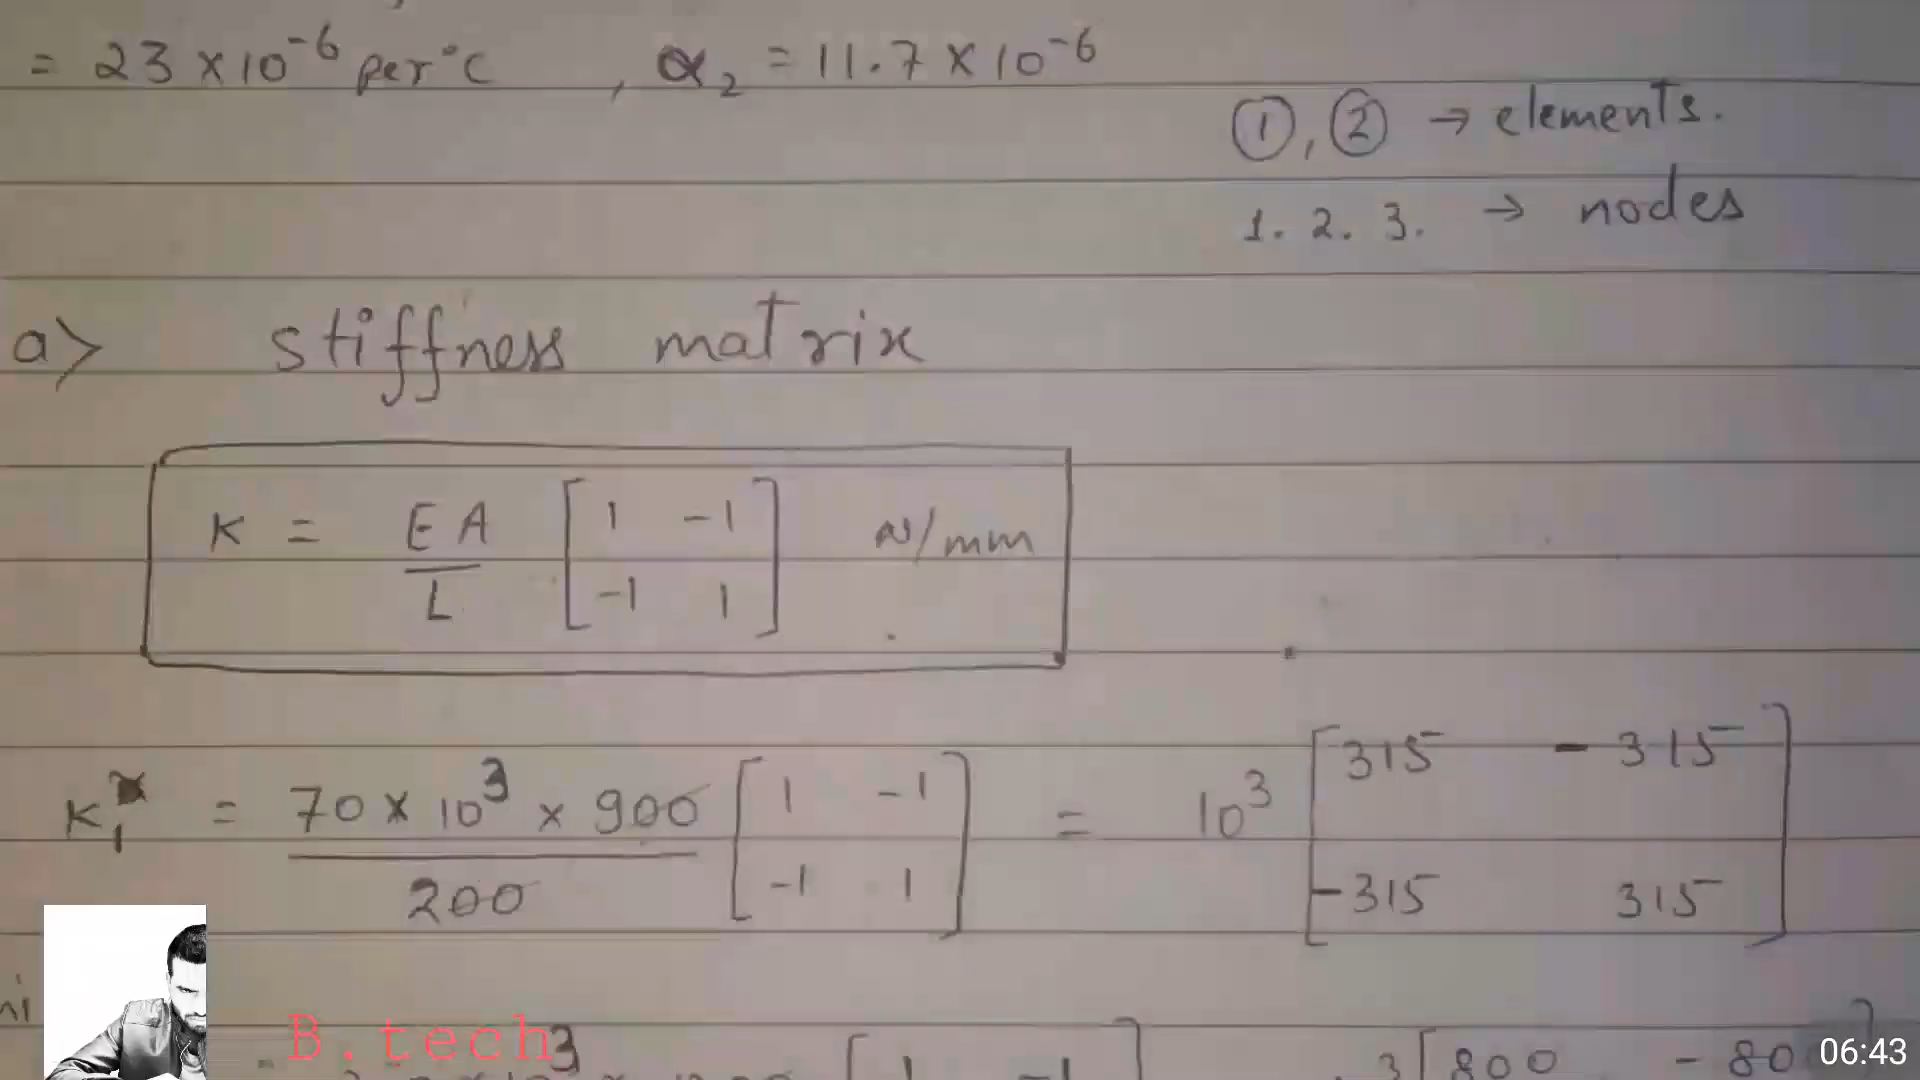 = 23 × 10⁻⁶ per °C , α₂ = 11.7 × 10⁻⁶
①, ② → elements.
1. 2. 3. → nodes
a> stiffness matrix
K = EA/L [1 -1; -1 1] N/mm
K₁ = 70 × 10³ × 900 / 200 [1 -1; -1 1] = 10³ [315 -315; -315 315]
B.tech
06:43